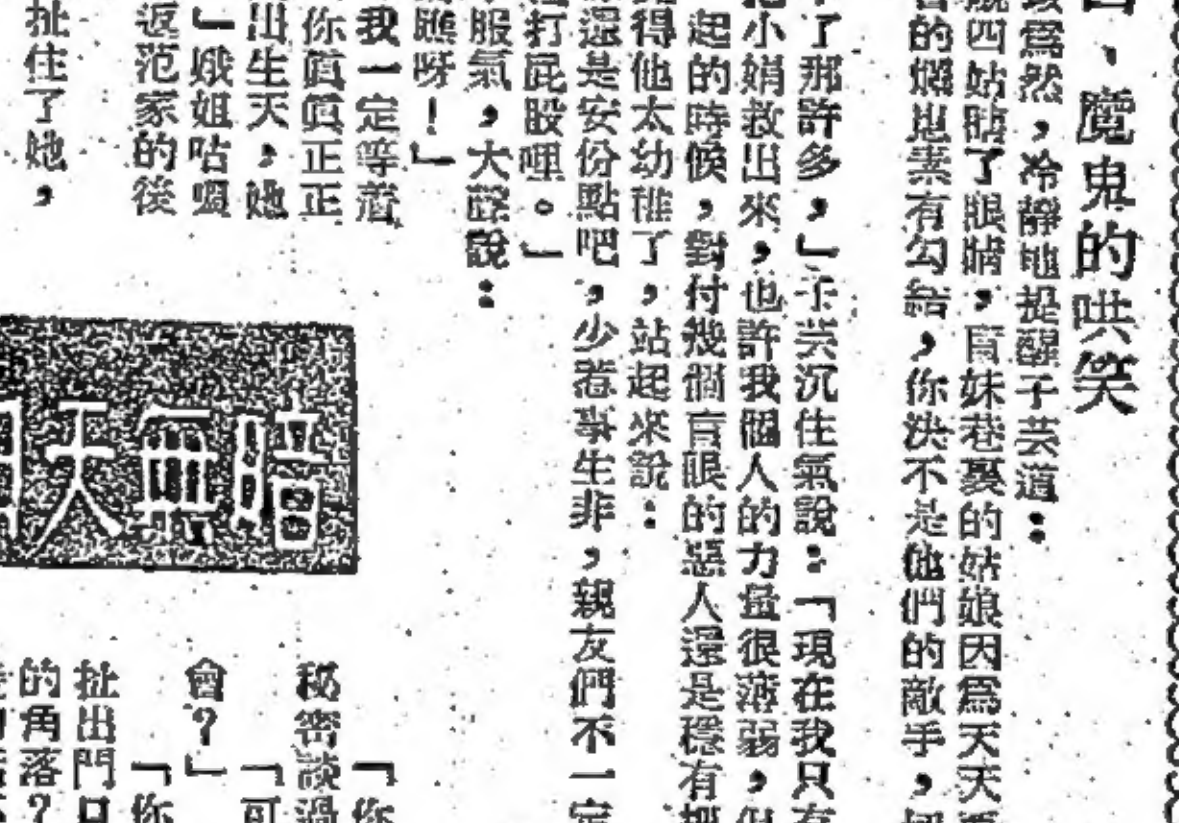 、魔鬼的哄笑
爲然，冷靜地提醒子芸道：
四姑瞎了眼睛，盲妹巷裏的姑娘因爲天天
的爛崽素有勾結，你決不是他們的敵手，
了那許多，」子芸沉住氣說：「現在我只有
小娟救出來，也許我個人的力量很薄弱，但
起的時候，對付幾個盲眼的惡人還是穩有把
得他太幼稚了，站起來說：
還是安份點吧，少惹事生非，親友們不一定
打屁股哩。」
服氣，大聲說：
應呀！」
我一定等着
你眞眞正正
出生天，她
」娥姐咕噥
返范家的後
扯住了她，
暗無天
「你
秘密談過
「可
會？」
「你
扯出門口
的角落？